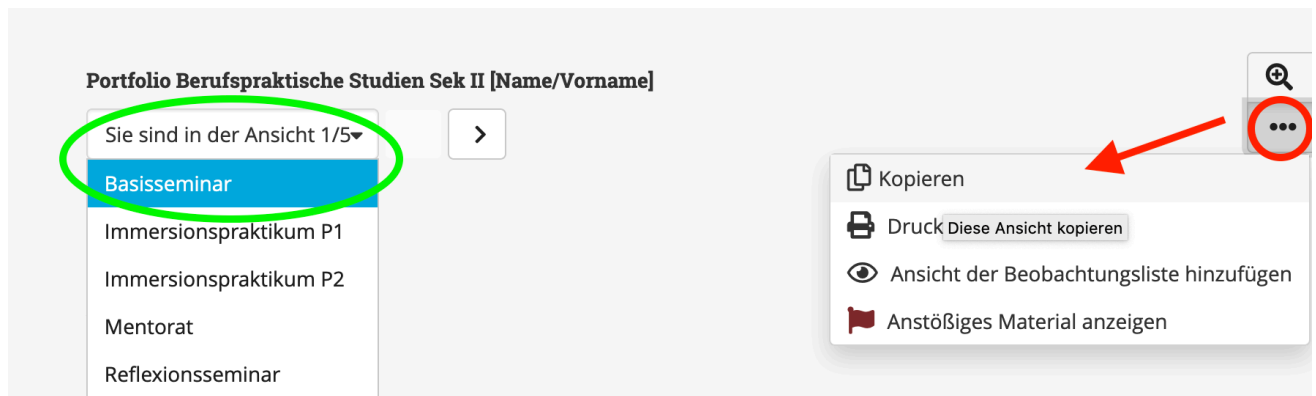 Portfolio Berufspraktische Studien Sek II [Name/Vorname]
Sie sind in der Ansicht 1/5
Basisseminar
Immersionspraktikum P1
Immersionspraktikum P2
Mentorat
Reflexionsseminar
Kopieren
Druck
Diese Ansicht kopieren
Ansicht der Beobachtungsliste hinzufügen
Anstößiges Material anzeigen